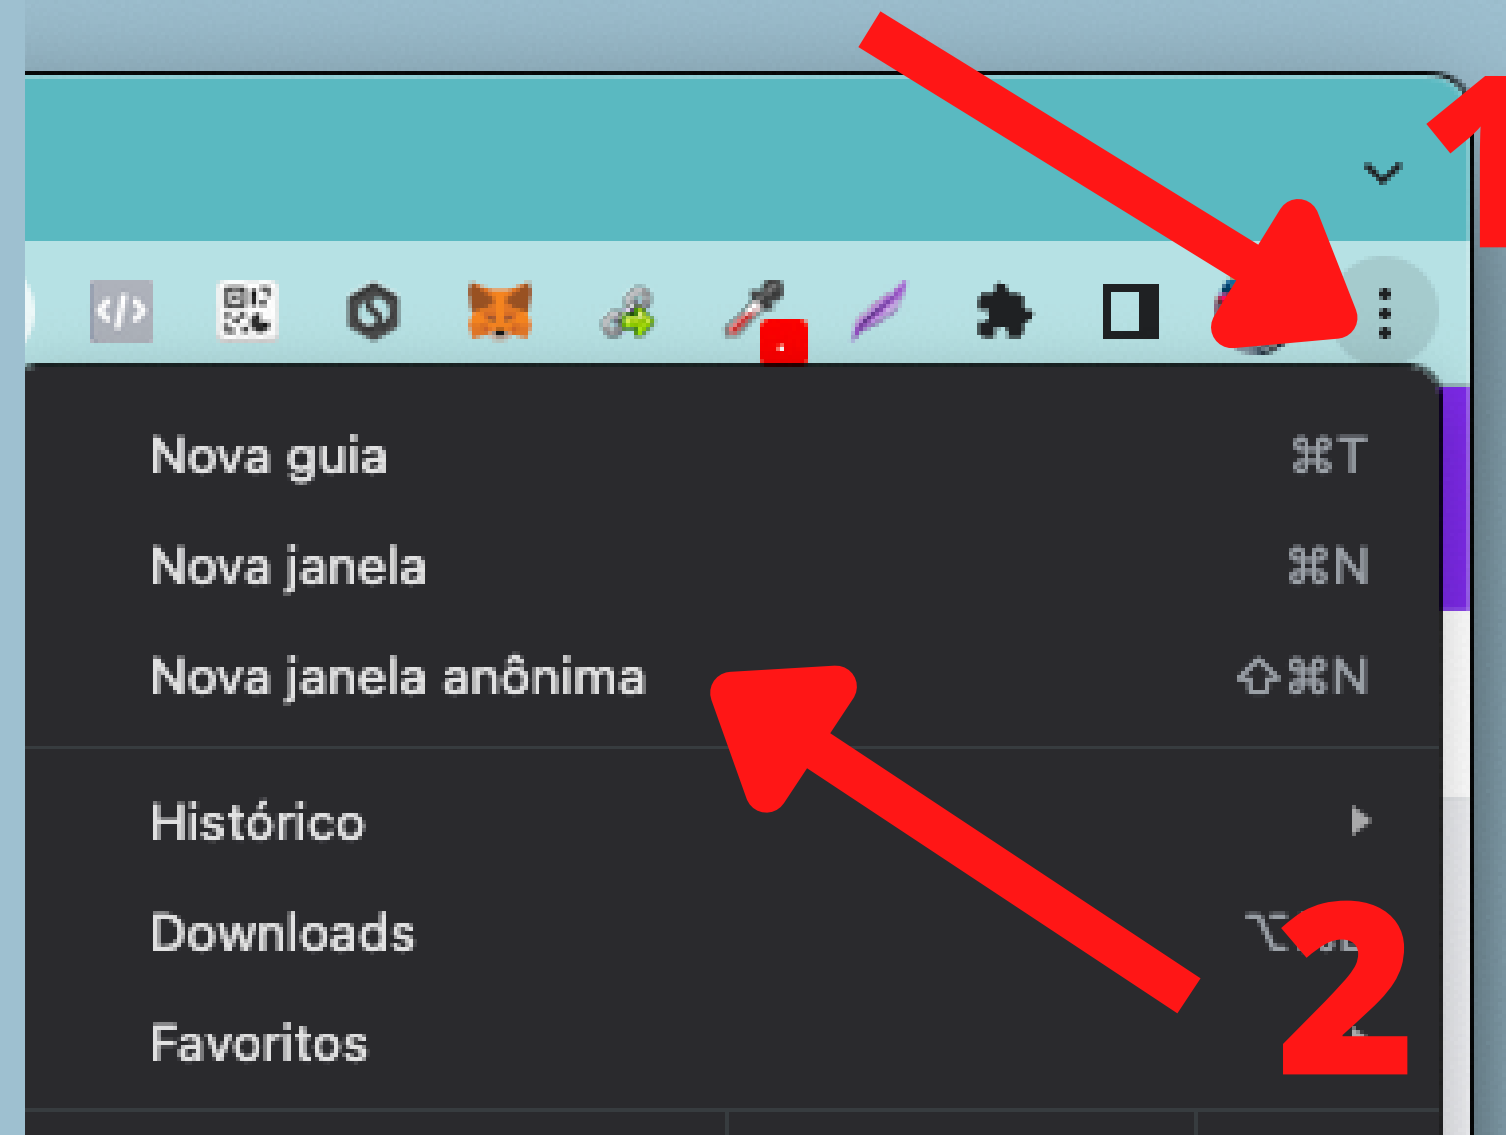 1
Nova guia ⌘T
Nova janela ⌘N
Nova janela anônima ⇧⌘N
Histórico
Downloads
2
Favoritos